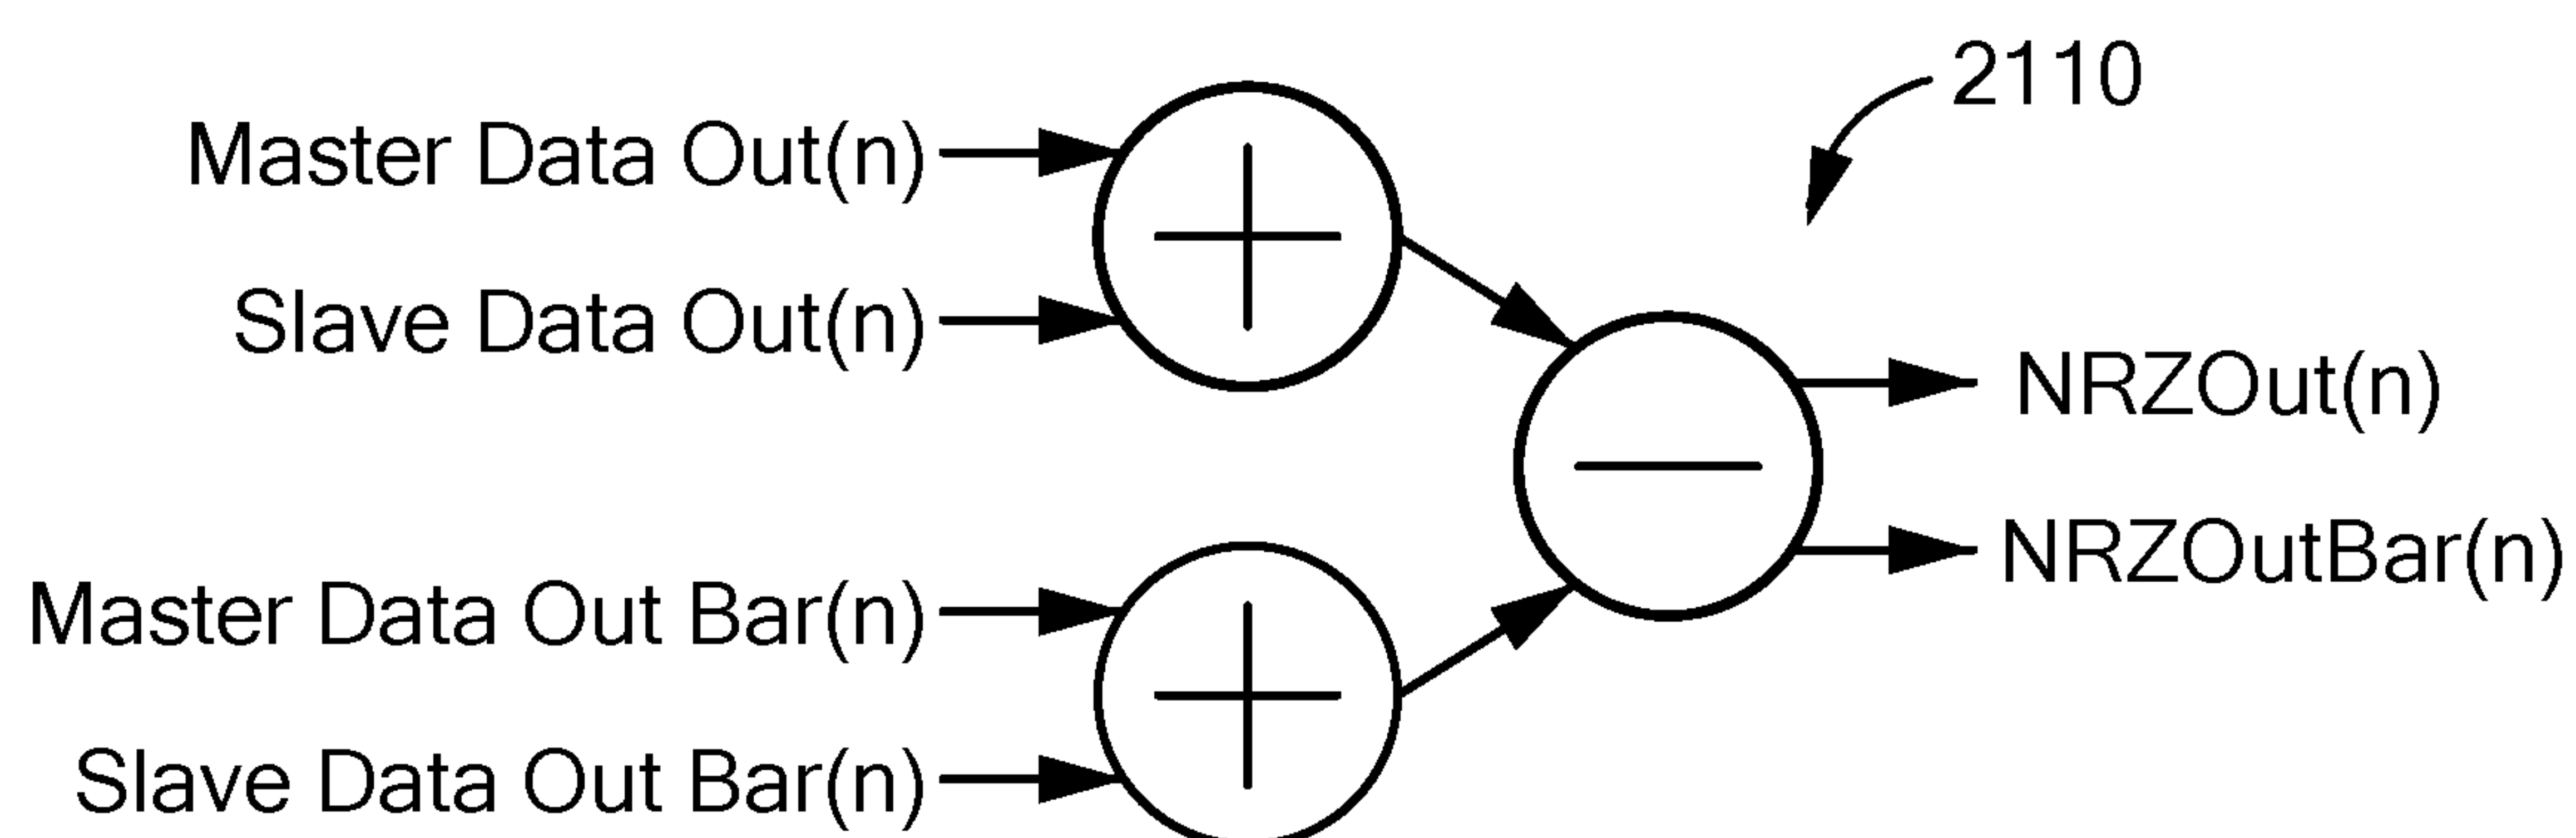 2110
Master Data Out(n)
Slave Data Out(n)
NRZOut(n)
NRZOutBar(n)
Master Data Out Bar(n)
Slave Data Out Bar(n)